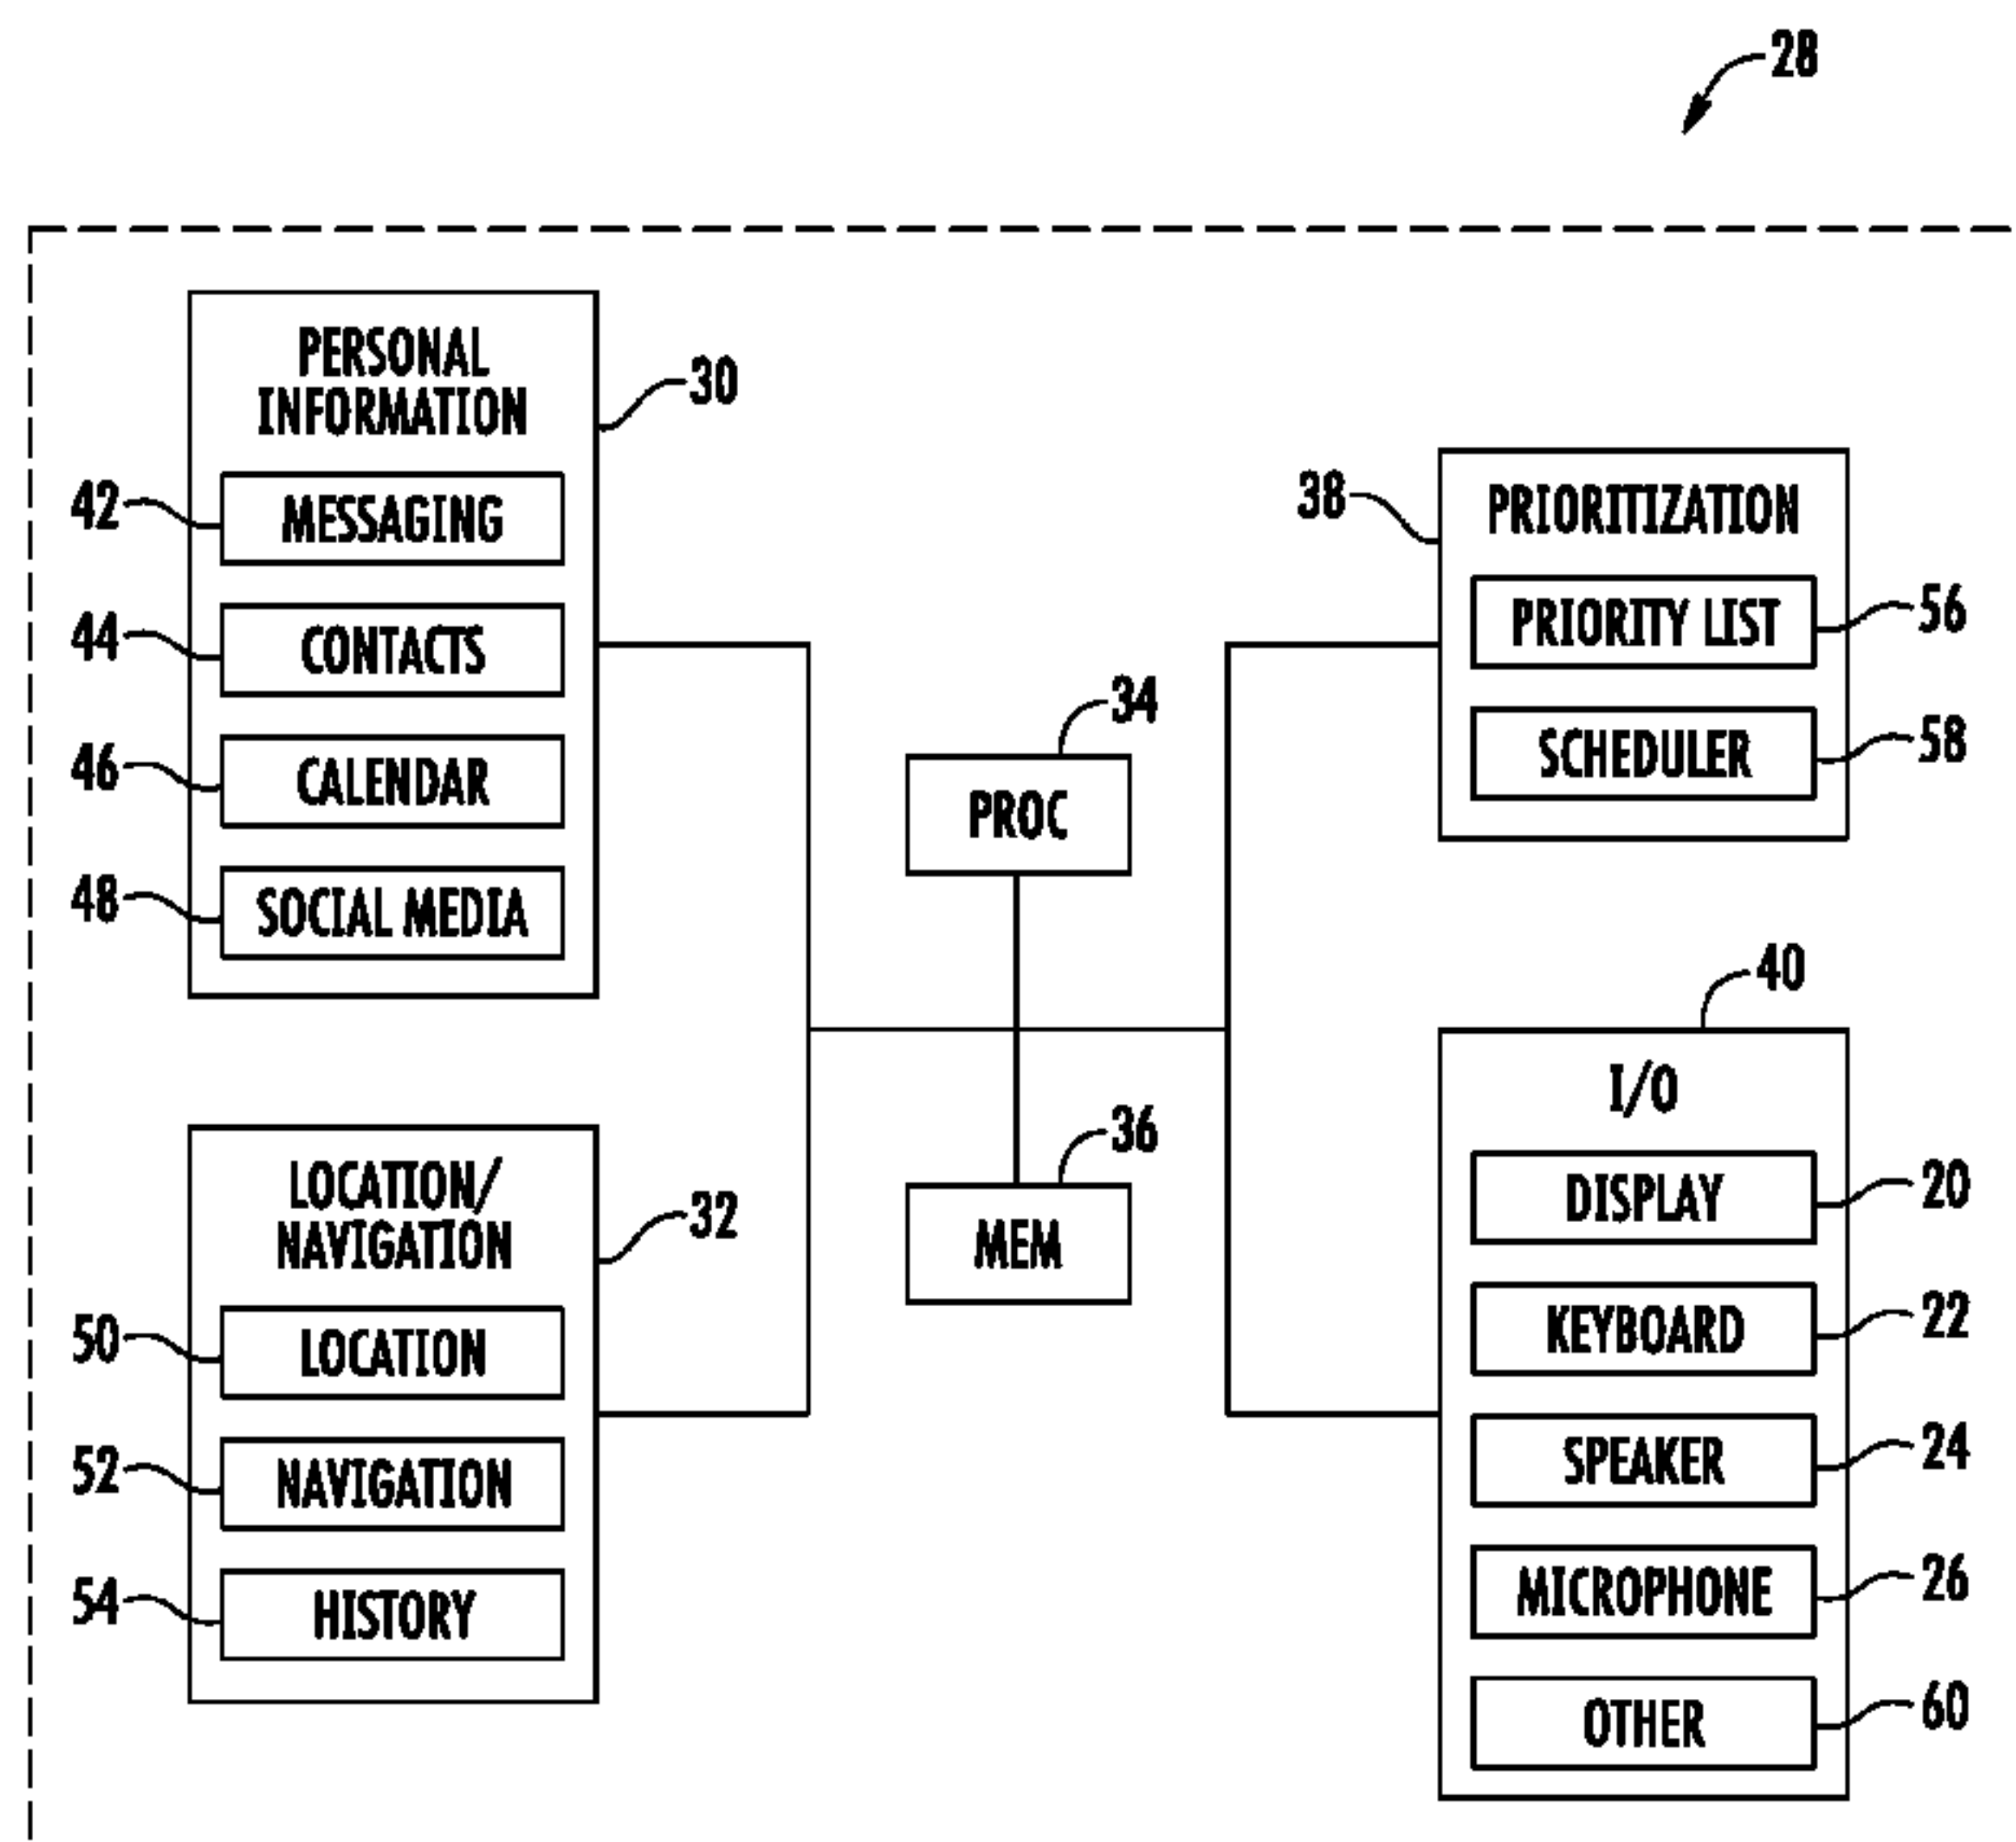 28
PERSONAL
INFORMATION
30
42
MESSAGING
44
CONTACTS
46
CALENDAR
48
SOCIAL MEDIA
LOCATION/
NAVIGATION
32
50
LOCATION
52
NAVIGATION
54
HISTORY
34
PROC
36
MEM
38
PRIORITIZATION
PRIORITY LIST
56
SCHEDULER
58
40
I/O
DISPLAY
20
KEYBOARD
22
SPEAKER
24
MICROPHONE
26
OTHER
60